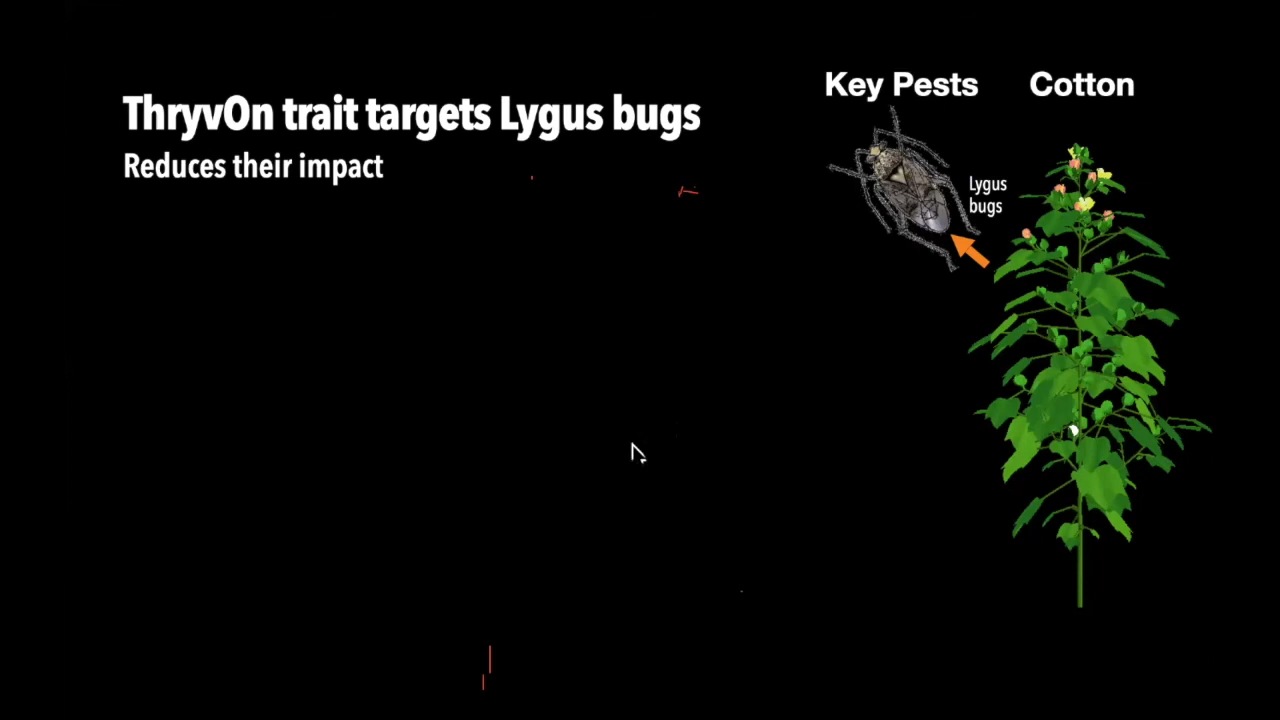 ThryvOn trait targets Lygus bugs
Reduces their impact
Key Pests
Cotton
Lygus
bugs